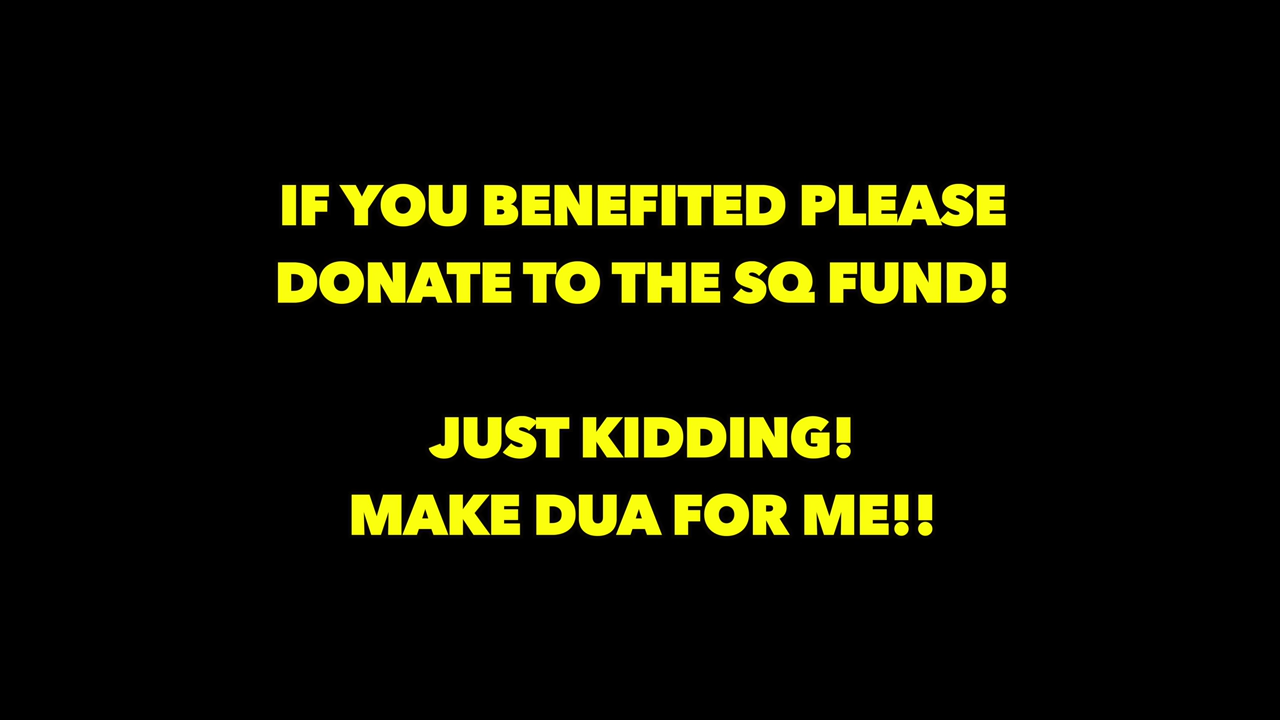 IF YOU BENEFITED PLEASE
DONATE TO THE SQ FUND!
JUST KIDDING!
MAKE DUA FOR ME!!